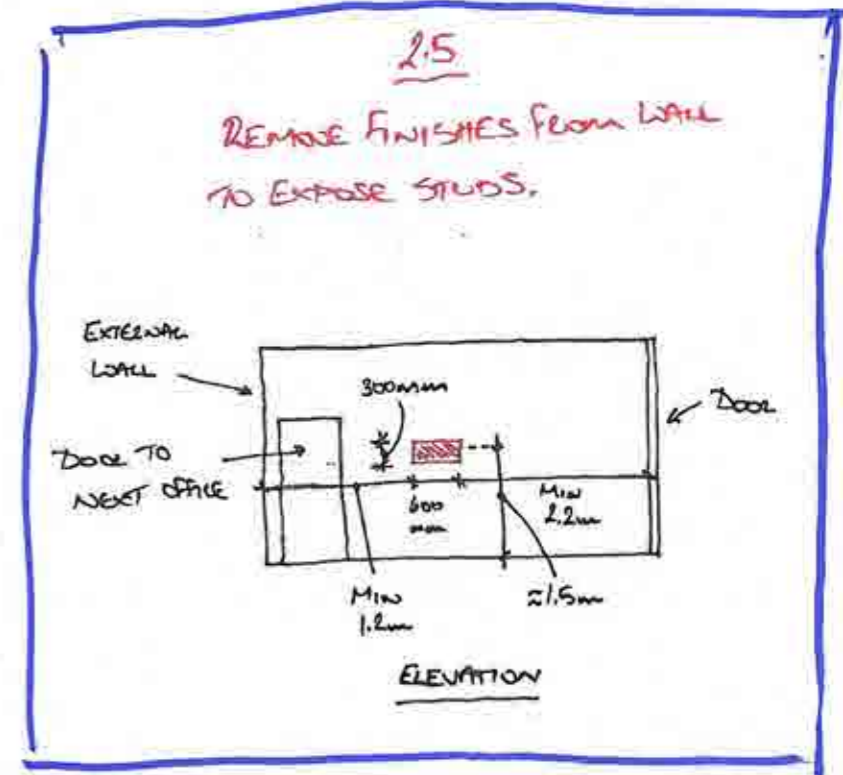 2.5
REMOVE FINISHES FROM WALL
TO EXPOSE STUDS.
EXTERNAL
WALL
300mm
DOOR
DOOR TO
NEXT OFFICE
600
mm
MIN
2.2m
MIN
1.2m
≈1.5m
ELEVATION